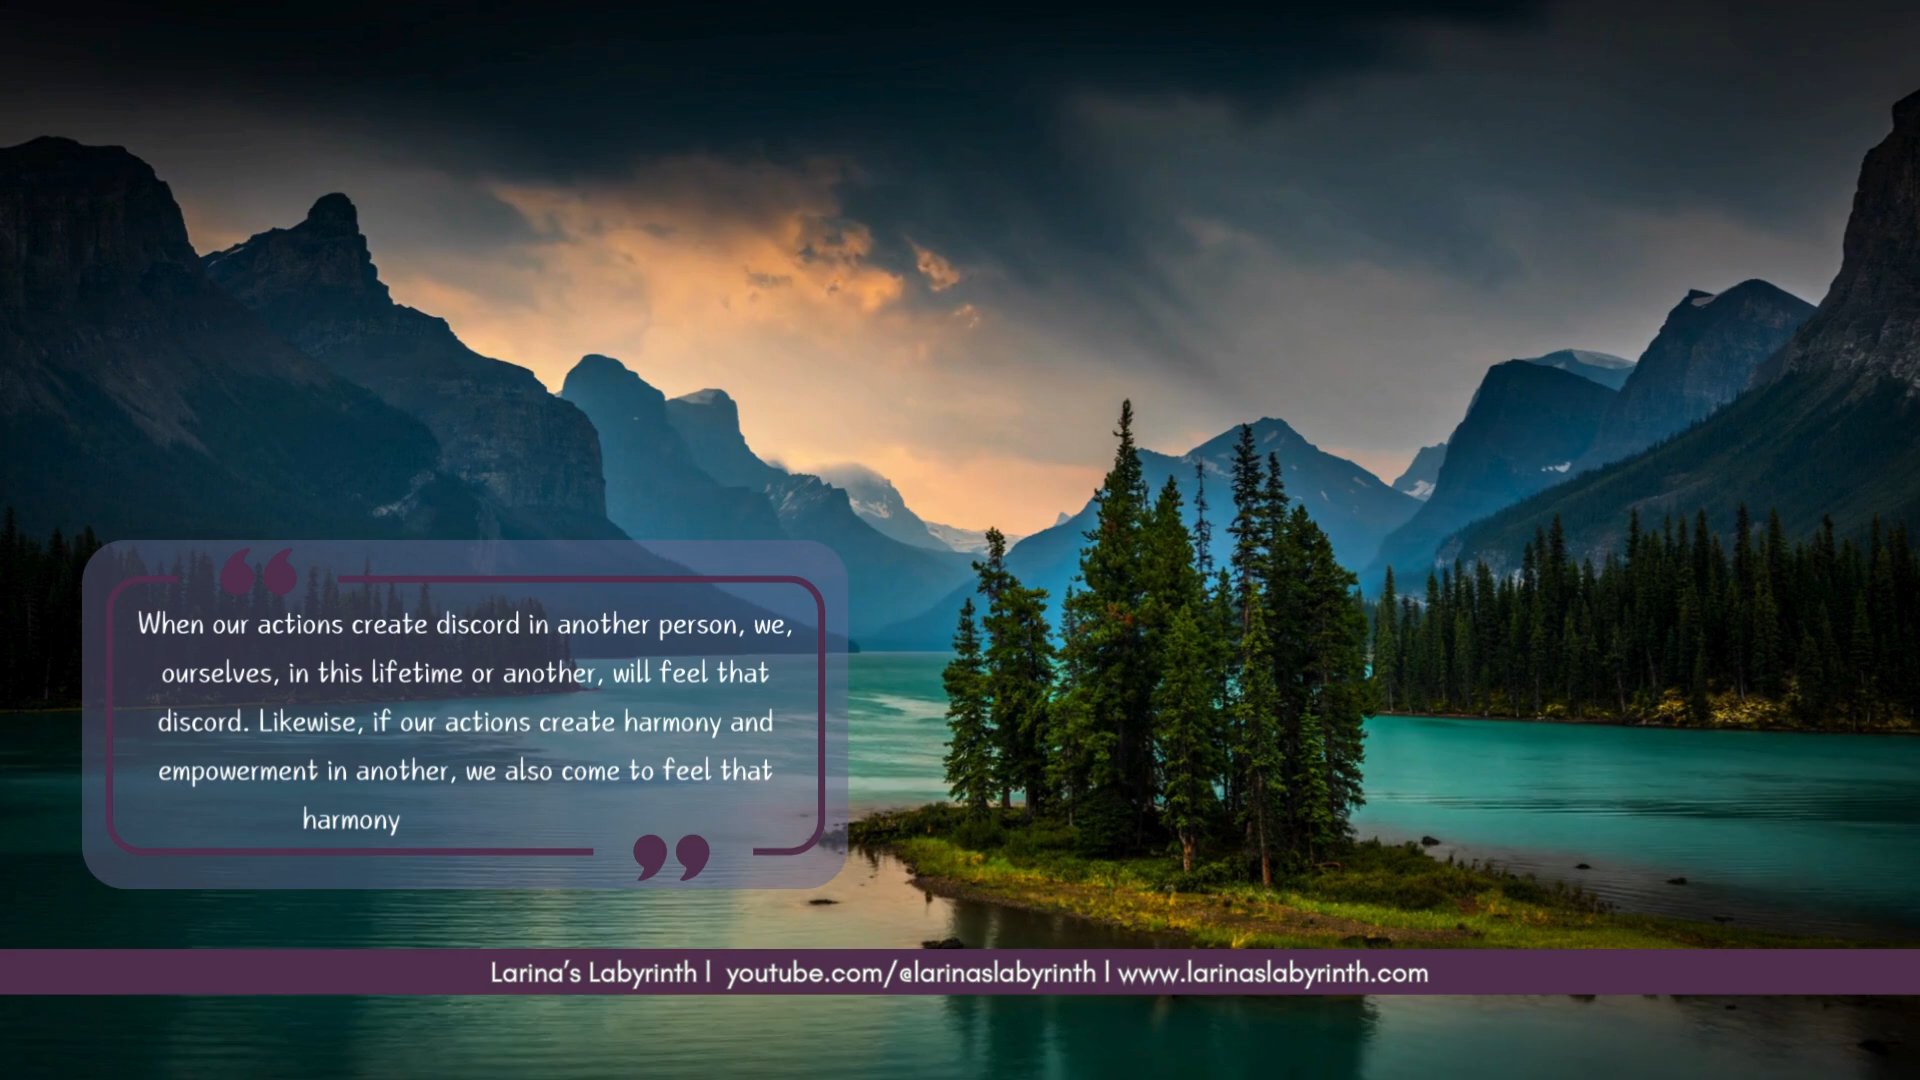 When our actions create discord in another person, we,
ourselves, in this lifetime or another, will feel that
discord. Likewise, if our actions create harmony and
empowerment in another, we also come to feel that
harmony
Larina’s Labyrinth | youtube.com/@larinaslabyrinth | www.larinaslabyrinth.com